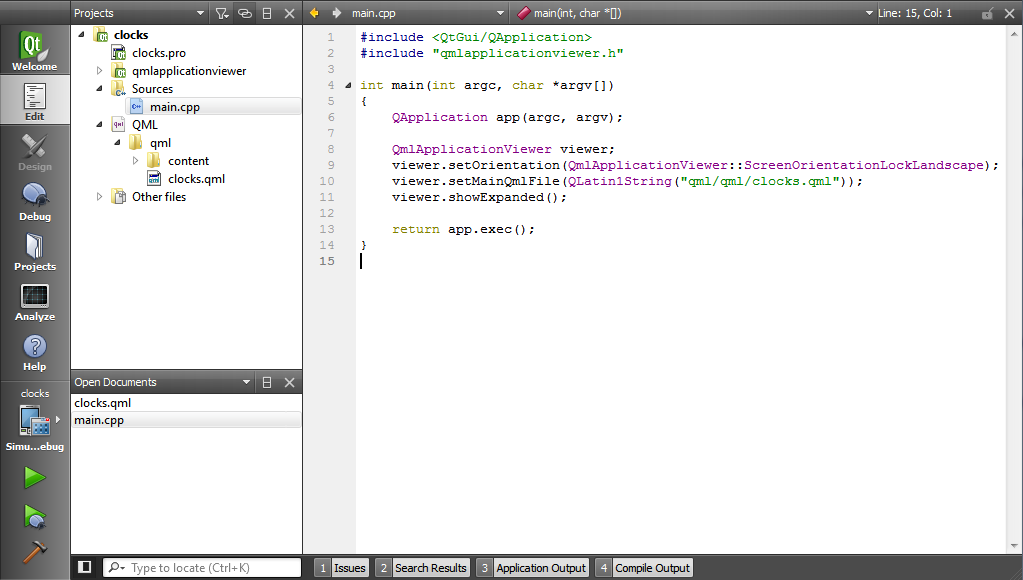 Projects
main.cpp
main(int, char *[])
Line: 15, Col: 1
Qt
Welcome
Edit
Design
Debug
Projects
Analyze
Help
clocks
Simu...ebug
clocks
clocks.pro
qmlapplicationviewer
Sources
main.cpp
QML
qml
content
clocks.qml
Other files
Open Documents
clocks.qml
main.cpp
1 #include <QtGui/QApplication>
2 #include "qmlapplicationviewer.h"
3
4 int main(int argc, char *argv[])
5 {
6 QApplication app(argc, argv);
7
8 QmlApplicationViewer viewer;
9 viewer.setOrientation(QmlApplicationViewer::ScreenOrientationLockLandscape);
10 viewer.setMainQmlFile(QLatin1String("qml/qml/clocks.qml"));
11 viewer.showExpanded();
12
13 return app.exec();
14 }
15
Type to locate (Ctrl+K)
1 Issues
2 Search Results
3 Application Output
4 Compile Output